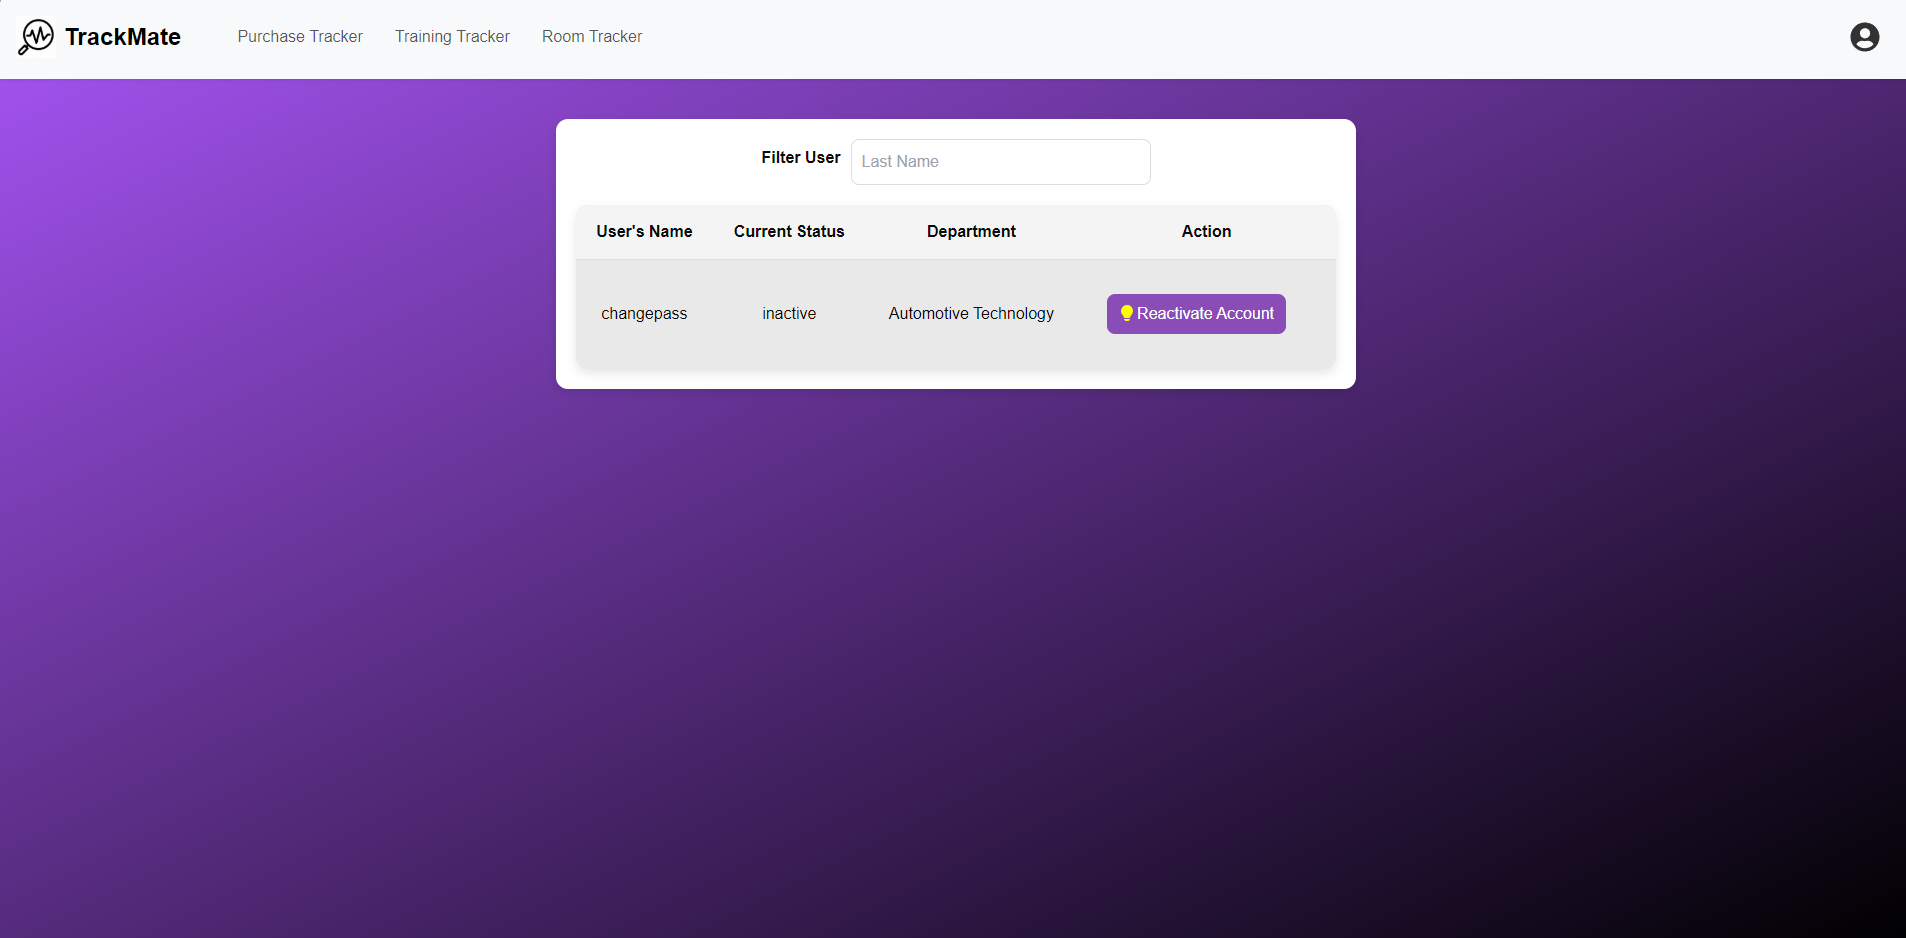 TrackMate Purchase Tracker Training Tracker Room Tracker
Filter User Last Name
User's Name Current Status Department Action
changepass inactive Automotive Technology Reactivate Account